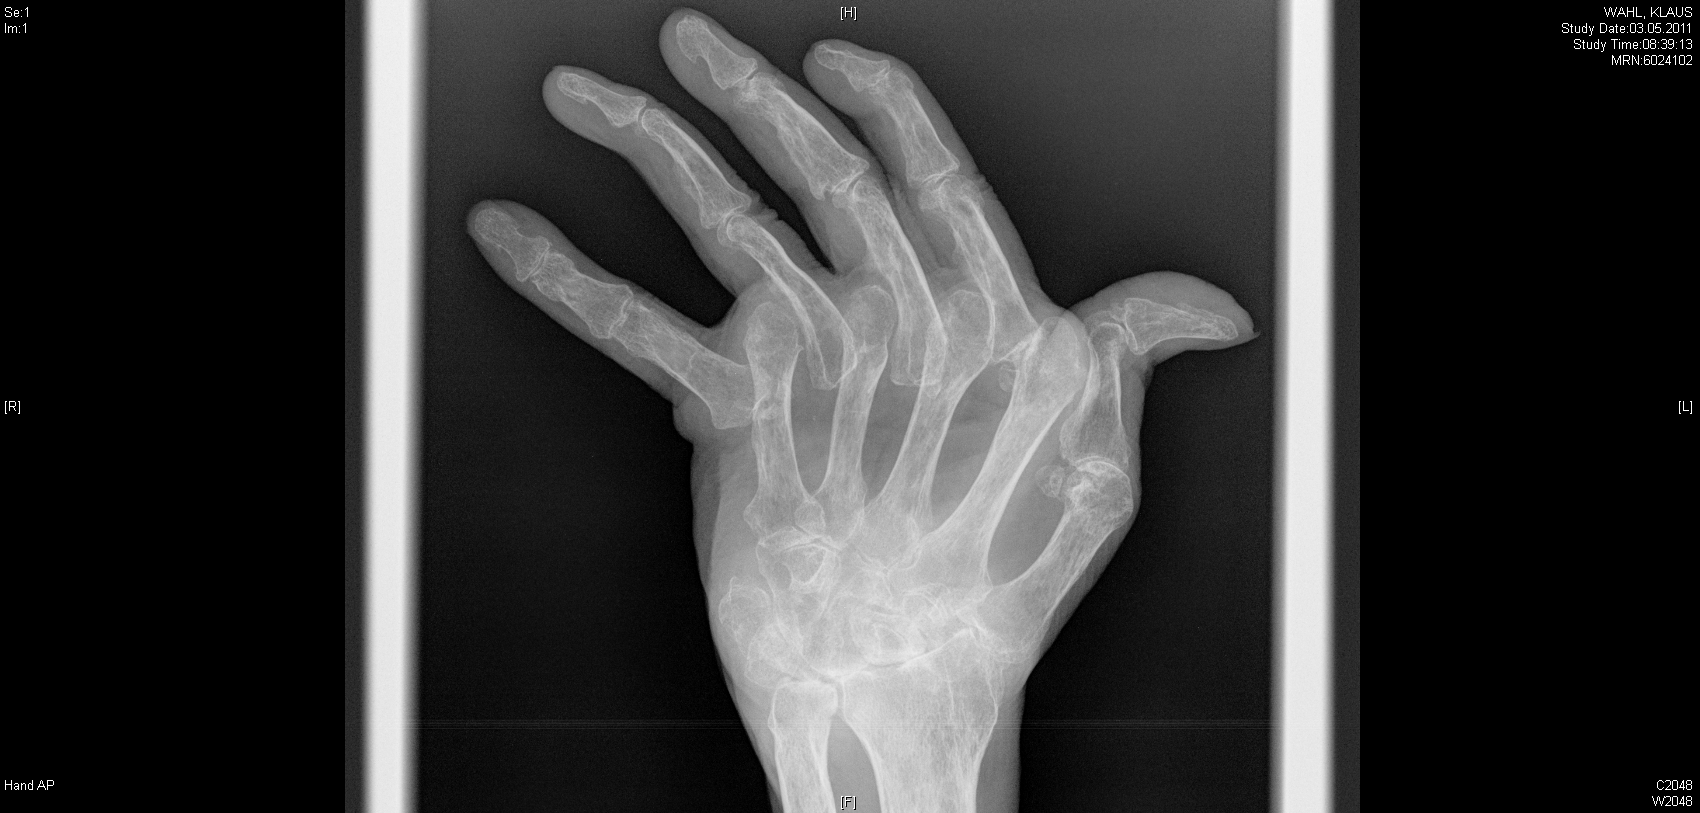 Se:1
Im:1
[H]
WAHL, KLAUS
Study Date:03.05.2011
Study Time:08:39:13
MRN:6024102
[R]
[L]
Hand AP
[F]
C2048
W2048